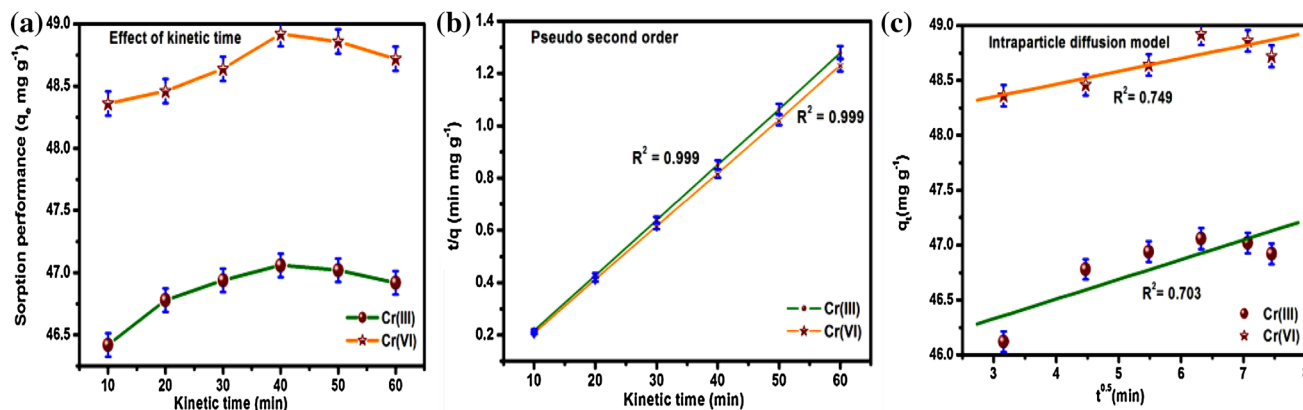 (a)
49.0
48.5
48.0
47.5
47.0
46.5
Sorption performance (qe mg g-1)
Effect of kinetic time
Cr(III)
Cr(VI)
10 20 30 40 50 60
Kinetic time (min)
(b)
1.4
1.2
1.0
0.8
0.6
0.4
0.2
t/q (min mg g-1)
Pseudo second order
R2 = 0.999
R2 = 0.999
Cr(III)
Cr(VI)
10 20 30 40 50 60
Kinetic time (min)
(c)
49.0
48.5
48.0
47.5
47.0
46.5
46.0
qt(mg g-1)
Intraparticle diffusion model
R2= 0.749
R2 = 0.703
Cr(III)
Cr(VI)
3 4 5 6 7 8
t0.5(min)